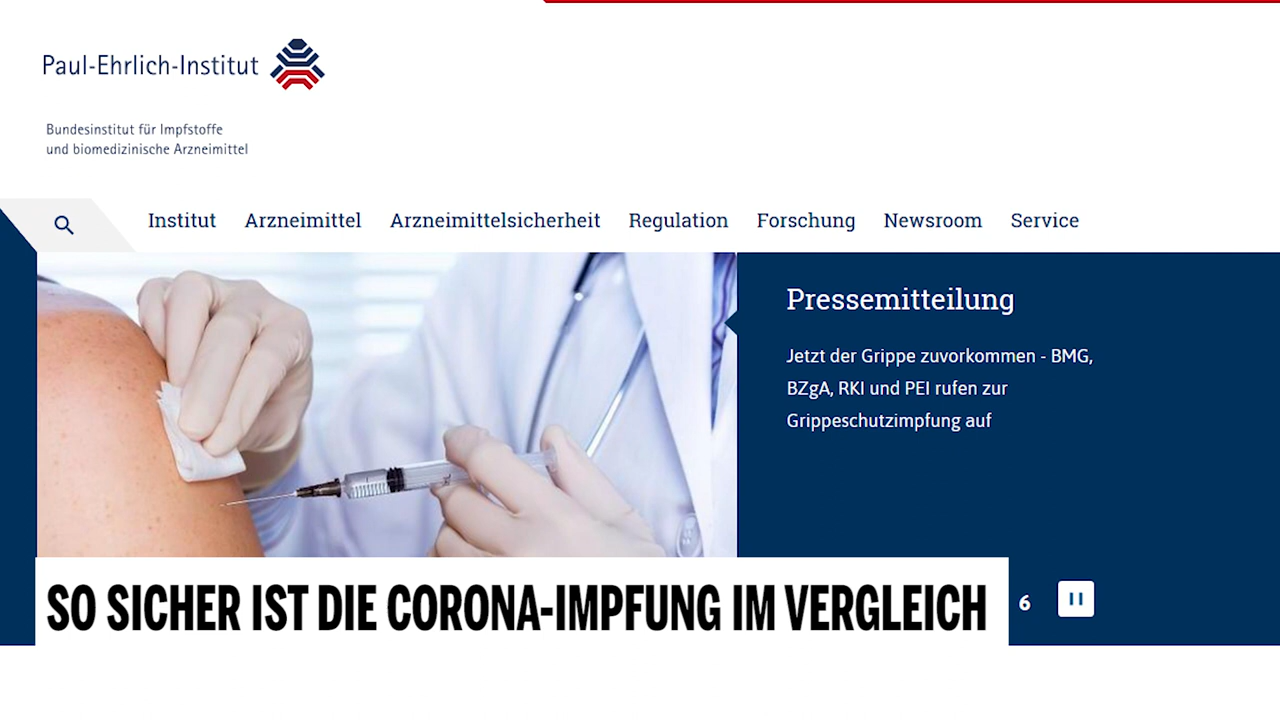 Paul-Ehrlich-Institut
Bundesinstitut für Impfstoffe
und biomedizinische Arzneimittel
Institut Arzneimittel Arzneimittelsicherheit Regulation Forschung Newsroom Service
Pressemitteilung
Jetzt der Grippe zuvorkommen - BMG,
BZgA, RKI und PEI rufen zur
Grippeschutzimpfung auf
SO SICHER IST DIE CORONA-IMPFUNG IM VERGLEICH
6